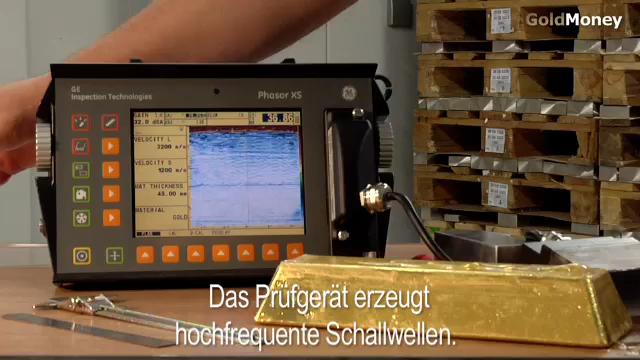 GoldMoney
GE
Inspection Technologies
Phasor XS
VELOCITY L
3200 m/s
VELOCITY S
1200 m/s
MAT THICKNESS
43.00 mm
MATERIAL
GOLD
Das Prüfgerät erzeugt
hochfrequente Schallwellen.